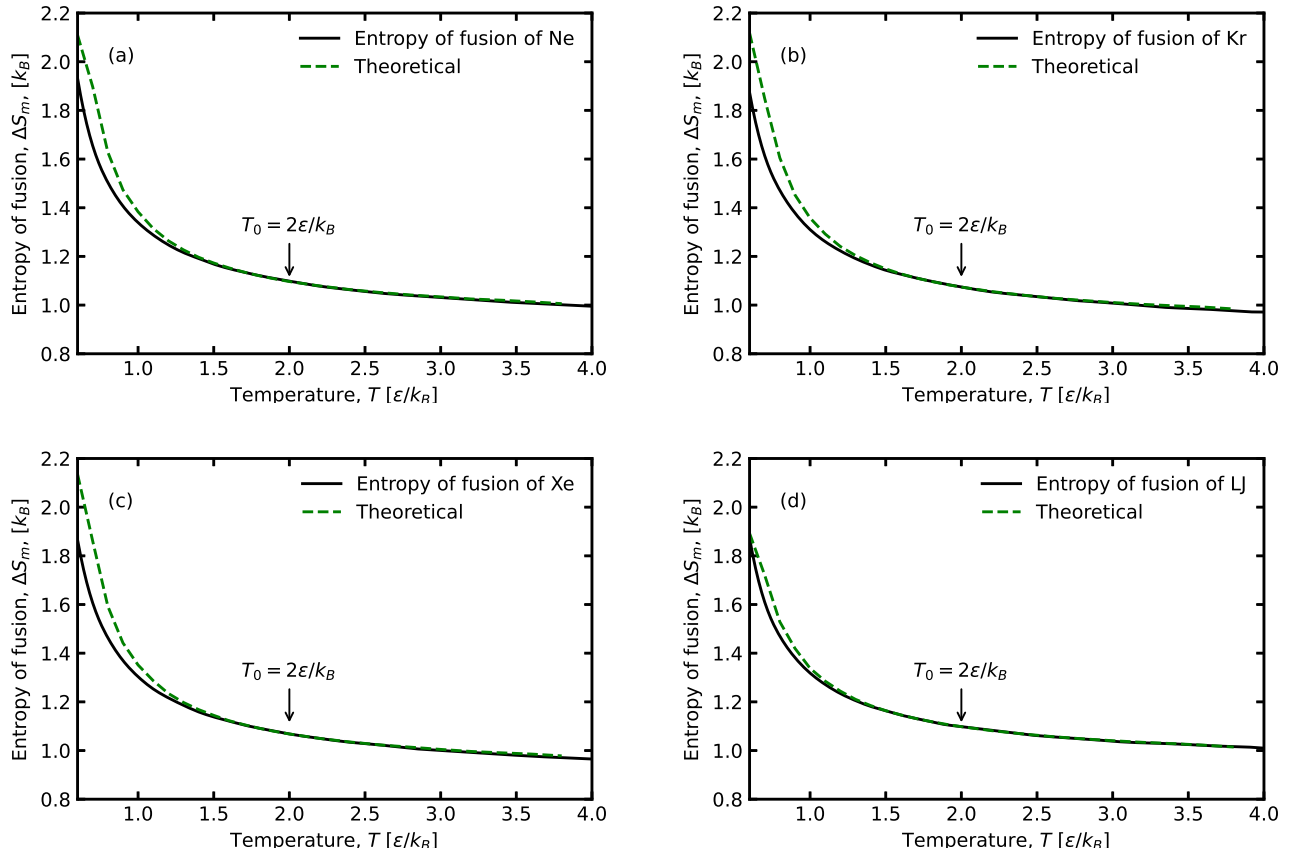 2.2
2.0
1.8
1.6
1.4
1.2
1.0
0.8
Entropy of fusion, ΔS_m, [k_B]
(a)
Entropy of fusion of Ne
Theoretical
T_0 = 2ε/k_B
1.0 1.5 2.0 2.5 3.0 3.5 4.0
Temperature, T [ε/k_B]
2.2
2.0
1.8
1.6
1.4
1.2
1.0
0.8
Entropy of fusion, ΔS_m, [k_B]
(b)
Entropy of fusion of Kr
Theoretical
T_0 = 2ε/k_B
1.0 1.5 2.0 2.5 3.0 3.5 4.0
Temperature, T [ε/k_B]
2.2
2.0
1.8
1.6
1.4
1.2
1.0
0.8
Entropy of fusion, ΔS_m, [k_B]
(c)
Entropy of fusion of Xe
Theoretical
T_0 = 2ε/k_B
1.0 1.5 2.0 2.5 3.0 3.5 4.0
Temperature, T [ε/k_B]
2.2
2.0
1.8
1.6
1.4
1.2
1.0
0.8
Entropy of fusion, ΔS_m, [k_B]
(d)
Entropy of fusion of LJ
Theoretical
T_0 = 2ε/k_B
1.0 1.5 2.0 2.5 3.0 3.5 4.0
Temperature, T [ε/k_B]